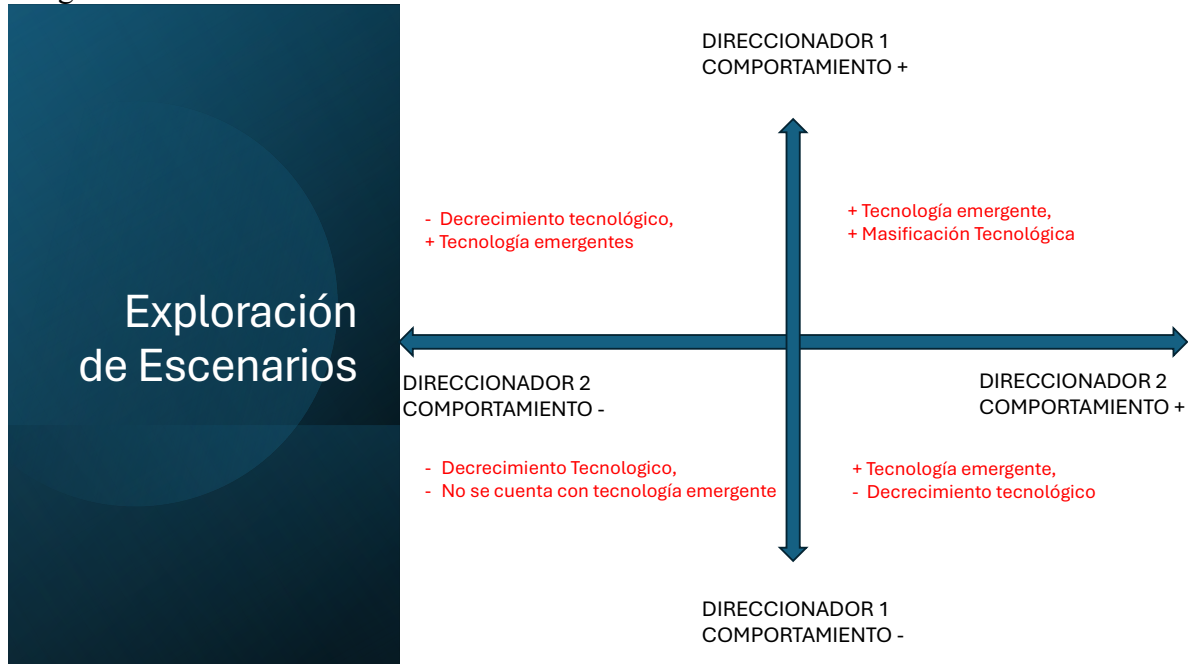 DIRECCIONADOR 1
COMPORTAMIENTO +
- Decrecimiento tecnológico,
+ Tecnología emergentes
+ Tecnología emergente,
+ Masificación Tecnológica
Exploración
de Escenarios
DIRECCIONADOR 2
COMPORTAMIENTO -
DIRECCIONADOR 2
COMPORTAMIENTO +
- Decrecimiento Tecnologico,
- No se cuenta con tecnología emergente
+ Tecnología emergente,
- Decrecimiento tecnológico
DIRECCIONADOR 1
COMPORTAMIENTO -